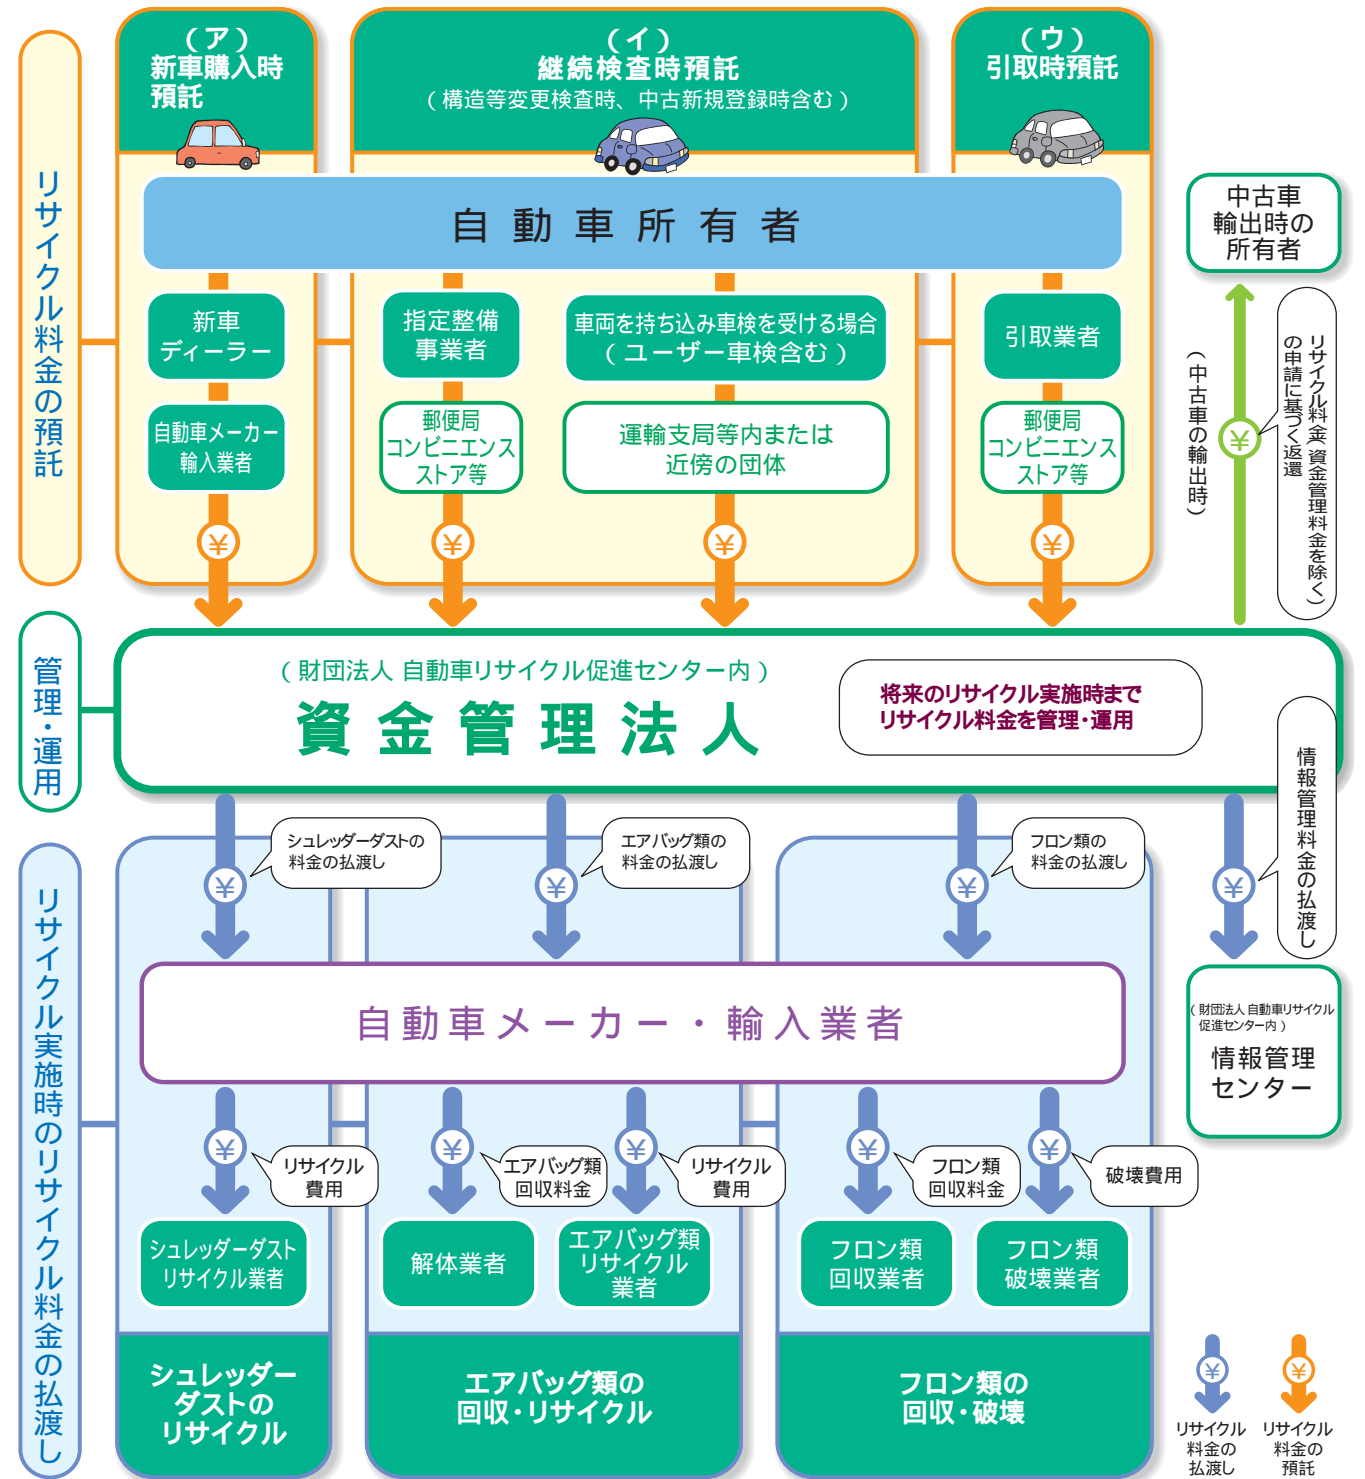 （ア）
新車購入時
預託
（イ）
継続検査時預託
（構造等変更検査時、中古新規登録時含む）
（ウ）
引取時預託
リサイクル料金の預託
自動車所有者
中古車
輸出時の
所有者
新車
ディーラー
自動車メーカー
輸入業者
指定整備
事業者
郵便局
コンビニエンス
ストア等
車両を持ち込み車検を受ける場合
（ユーザー車検含む）
運輸支局等内または
近傍の団体
引取業者
郵便局
コンビニエンス
ストア等
（中古車の輸出時）
リサイクル料金（資金管理料金を除く）
の申請に基づく返還
¥
¥
¥
¥
¥
管理・運用
（財団法人 自動車リサイクル促進センター内）
資金管理法人
将来のリサイクル実施時まで
リサイクル料金を管理・運用
リサイクル実施時のリサイクル料金の払渡し
シュレッダーダストの
料金の払渡し
エアバッグ類の
料金の払渡し
フロン類の
料金の払渡し
情報管理料金の払渡し
¥
¥
¥
¥
自動車メーカー・輸入業者
（財団法人 自動車リサイクル
促進センター内）
情報管理
センター
¥
リサイクル
費用
¥
エアバッグ類
回収料金
¥
リサイクル
費用
¥
フロン類
回収料金
¥
破壊費用
シュレッダーダスト
リサイクル業者
解体業者
エアバッグ類
リサイクル
業者
フロン類
回収業者
フロン類
破壊業者
シュレッダー
ダストの
リサイクル
エアバッグ類の
回収・リサイクル
フロン類の
回収・破壊
¥
リサイクル
料金の
払渡し
¥
リサイクル
料金の
預託